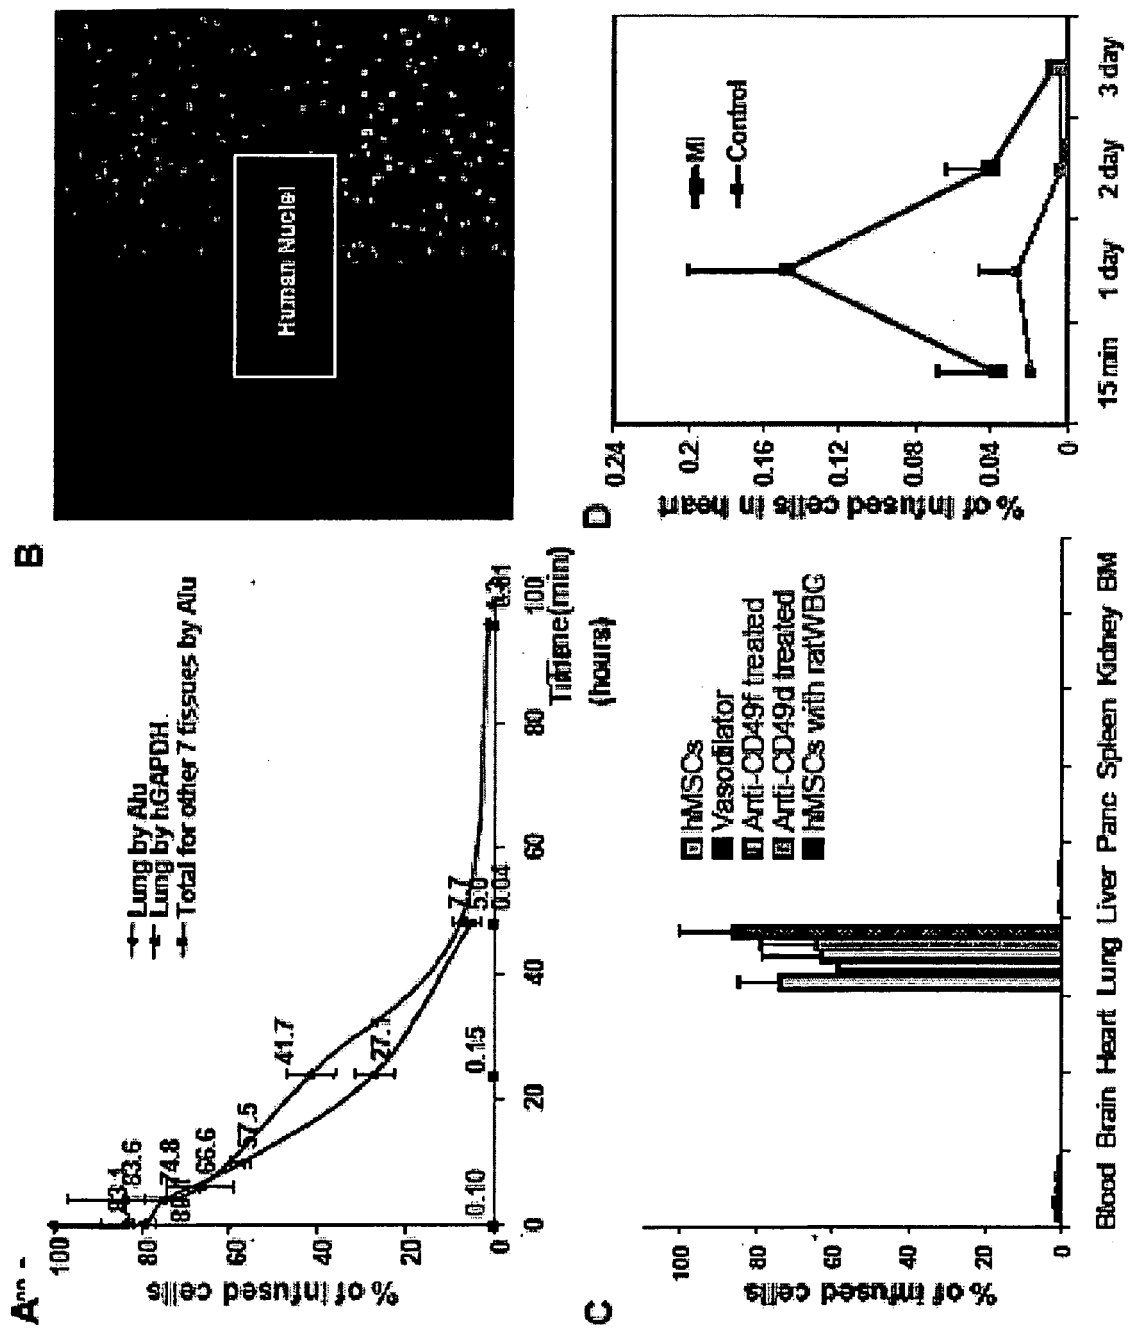 A
% of infused cells
100
80
60
40
20
0
83.1
83.6
74.8
66.6
57.5
41.7
27.1
7.7
5.0
0.10
0.15
0.04
0.01
Lung by Alu
Lung by hGAPDH
Total for other 7 tissues by Alu
0
20
40
60
80
100
(min)
(hours)
B
Human Nuclei
C
% of infused cells
100
80
60
40
20
0
hMSCs
Vasodilator
Anti-CD49f treated
Anti-CD49d treated
hMSCs with ratWBG
Blood Brain Heart Lung Liver Panc Spleen Kidney BM
D
% of infused cells in heart
0.24
0.2
0.16
0.12
0.08
0.04
0
MI
Control
15 min
1 day
2 day
3 day